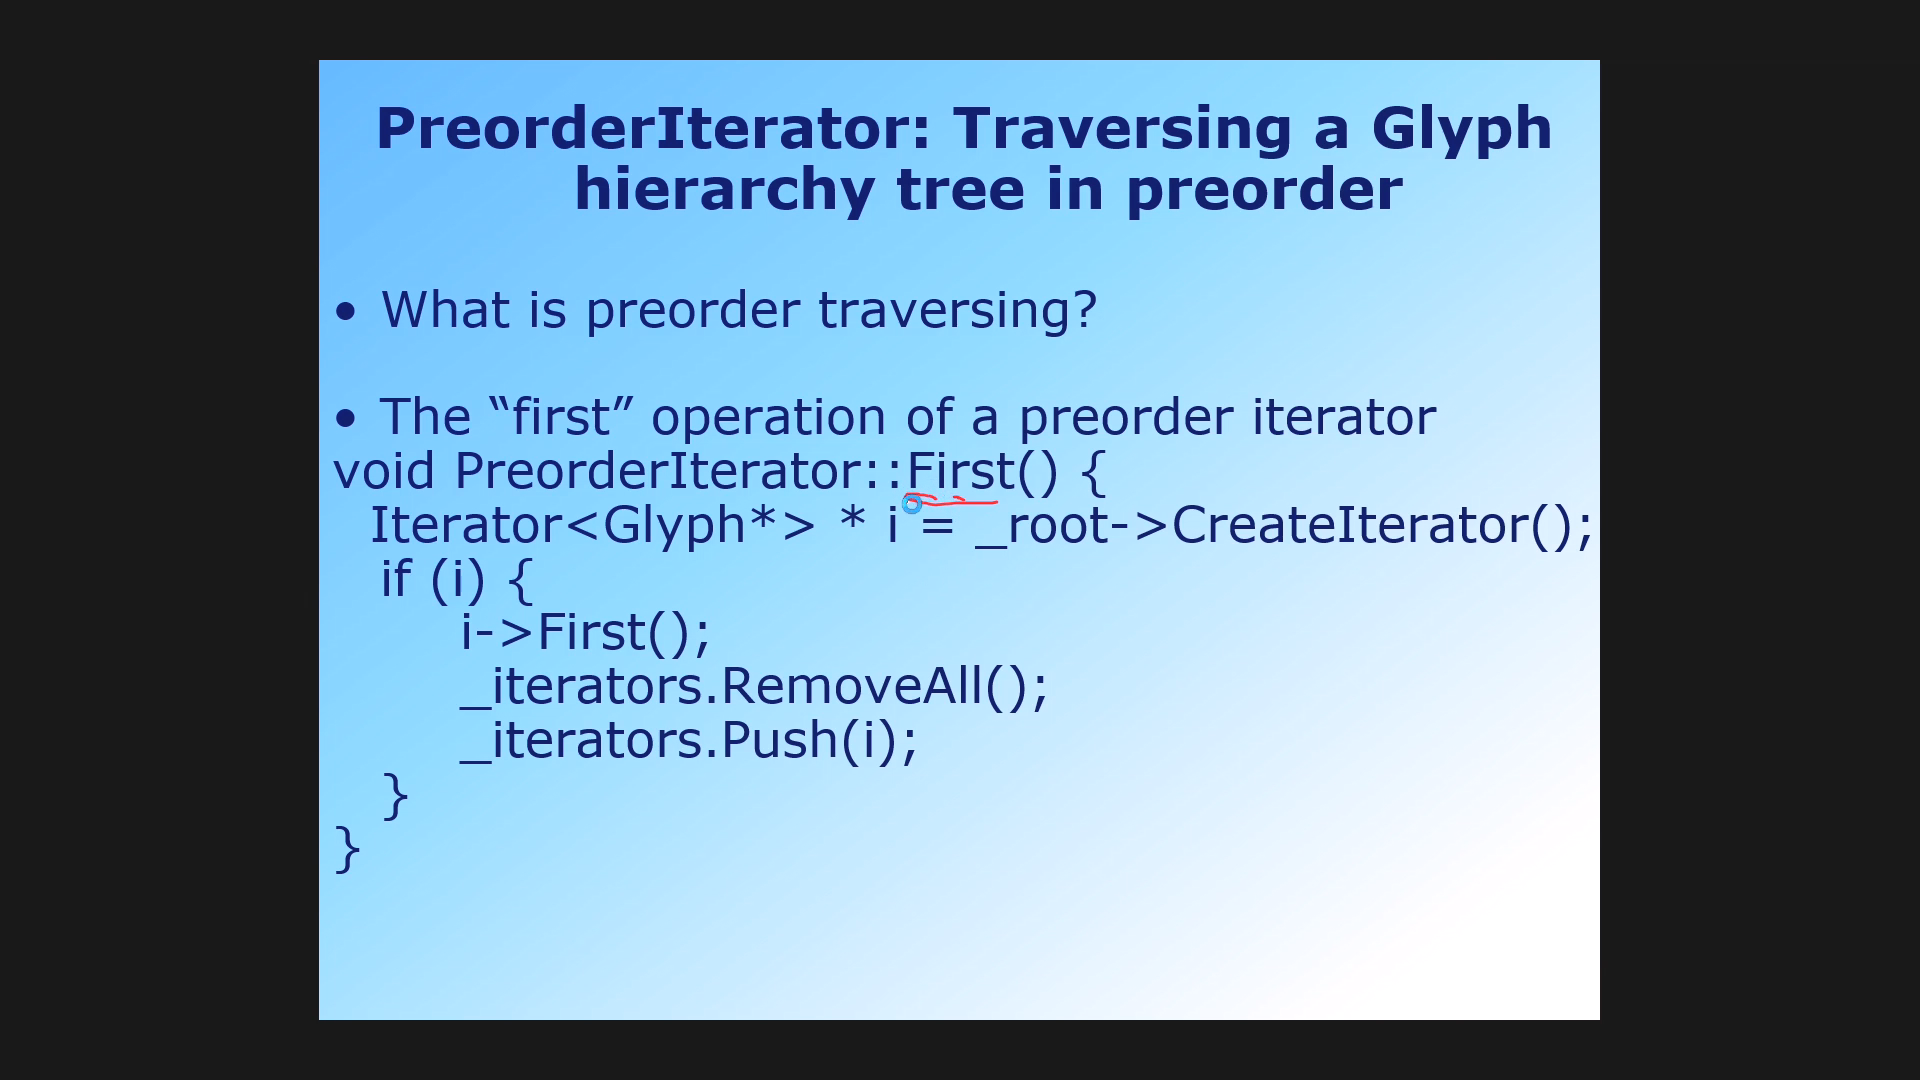 PreorderIterator: Traversing a Glyph
hierarchy tree in preorder
• What is preorder traversing?
• The “first” operation of a preorder iterator
void PreorderIterator::First() {
Iterator<Glyph*> * i = _root->CreateIterator();
if (i) {
i->First();
_iterators.RemoveAll();
_iterators.Push(i);
}
}